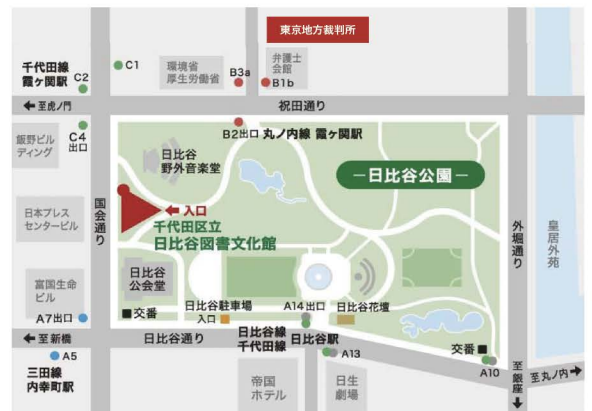 東京地方裁判所
千代田線
霞ヶ関駅
C2
C1
環境省
厚生労働省
B3a
弁護士
会館
B1b
←至虎ノ門
祝田通り
飯野ビル
ディング
C4
出口
B2出口 丸ノ内線 霞ヶ関駅
日比谷
野外音楽堂
―日比谷公園―
国会通り
日本プレス
センタービル
←入口
千代田区立
日比谷図書文化館
外堀通り
皇居外苑
富国生命
ビル
A7出口
日比谷
公会堂
交番
日比谷駐車場
入口
A14出口
日比谷花壇
←至新橋
日比谷通り
日比谷線
千代田線
日比谷駅
A13
交番
A10
A5
三田線
内幸町駅
帝国
ホテル
日生
劇場
至銀座↓
至丸ノ内→